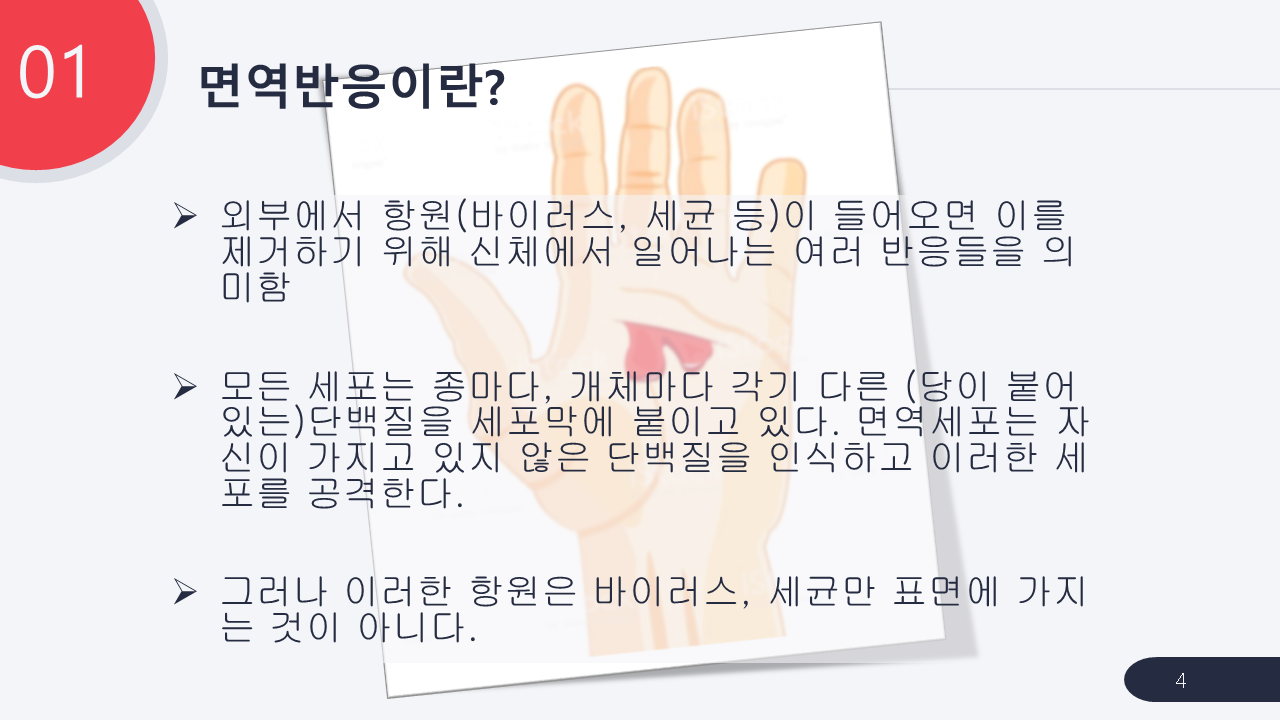 01
면역반응이란?
➢ 외부에서 항원(바이러스, 세균 등)이 들어오면 이를
제거하기 위해 신체에서 일어나는 여러 반응들을 의
미함
➢ 모든 세포는 종마다, 개체마다 각기 다른 (당이 붙어
있는)단백질을 세포막에 붙이고 있다. 면역세포는 자
신이 가지고 있지 않은 단백질을 인식하고 이러한 세
포를 공격한다.
➢ 그러나 이러한 항원은 바이러스, 세균만 표면에 가지
는 것이 아니다.
4